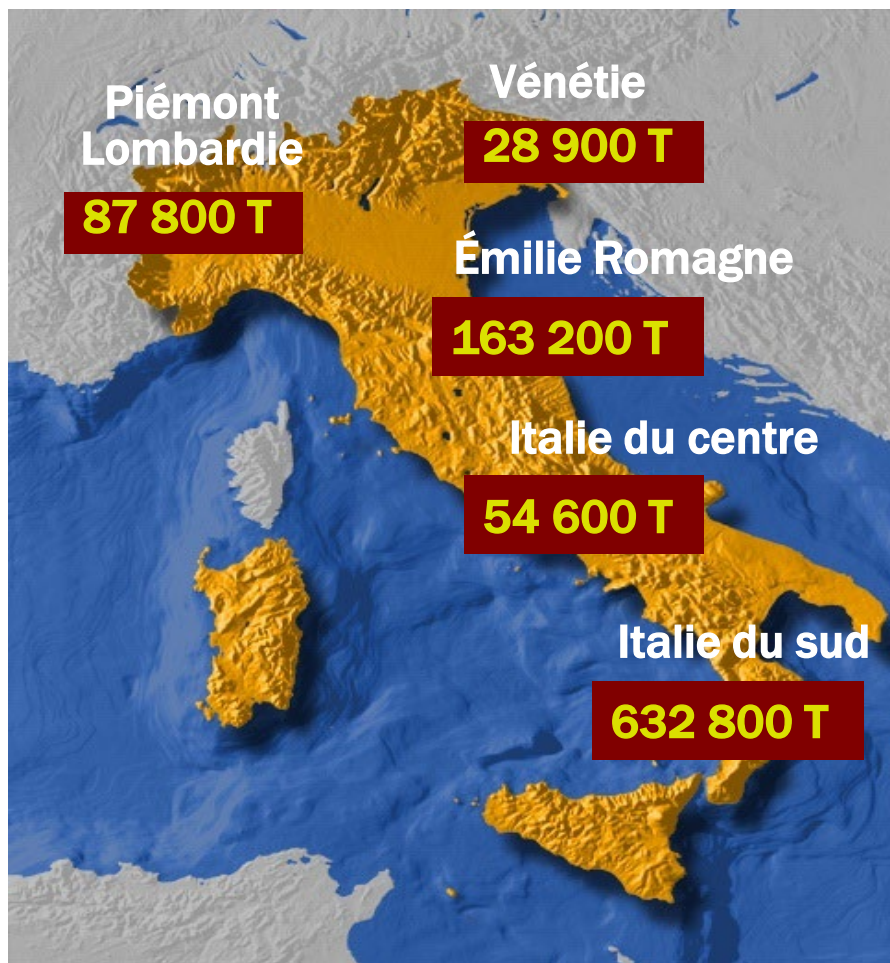 Piémont
Lombardie
87 800 T
Vénétie
28 900 T
Émilie Romagne
163 200 T
Italie du centre
54 600 T
Italie du sud
632 800 T